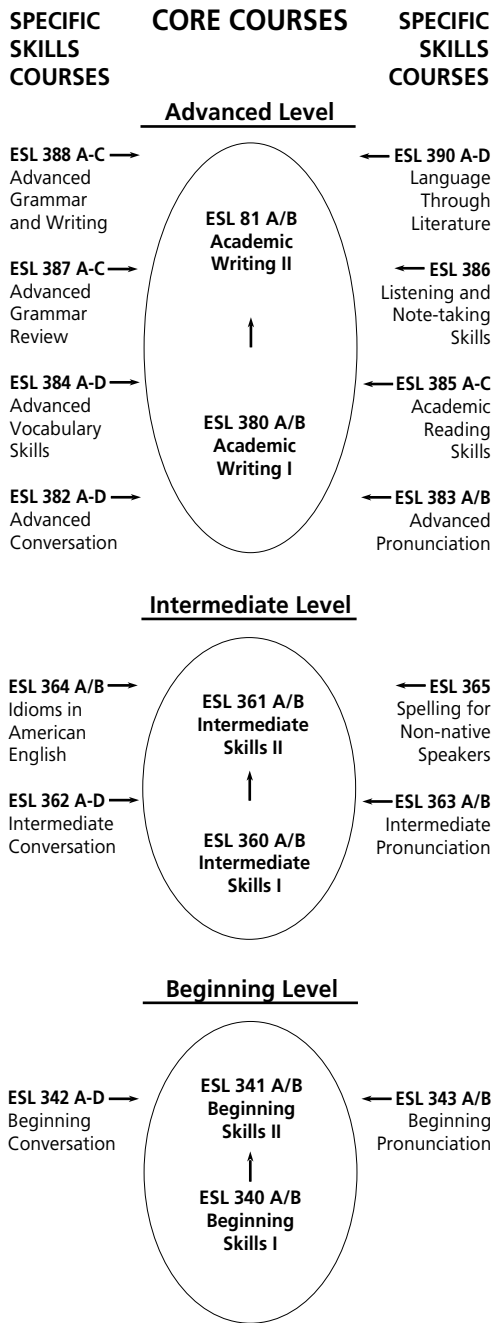 SPECIFIC
SKILLS
COURSES
CORE COURSES
SPECIFIC
SKILLS
COURSES
Advanced Level
ESL 388 A-C
Advanced
Grammar
and Writing
ESL 387 A-C
Advanced
Grammar
Review
ESL 384 A-D
Advanced
Vocabulary
Skills
ESL 382 A-D
Advanced
Conversation
ESL 81 A/B
Academic
Writing II
ESL 380 A/B
Academic
Writing I
ESL 390 A-D
Language
Through
Literature
ESL 386
Listening and
Note-taking
Skills
ESL 385 A-C
Academic
Reading
Skills
ESL 383 A/B
Advanced
Pronunciation
Intermediate Level
ESL 364 A/B
Idioms in
American
English
ESL 362 A-D
Intermediate
Conversation
ESL 361 A/B
Intermediate
Skills II
ESL 360 A/B
Intermediate
Skills I
ESL 365
Spelling for
Non-native
Speakers
ESL 363 A/B
Intermediate
Pronunciation
Beginning Level
ESL 342 A-D
Beginning
Conversation
ESL 341 A/B
Beginning
Skills II
ESL 340 A/B
Beginning
Skills I
ESL 343 A/B
Beginning
Pronunciation